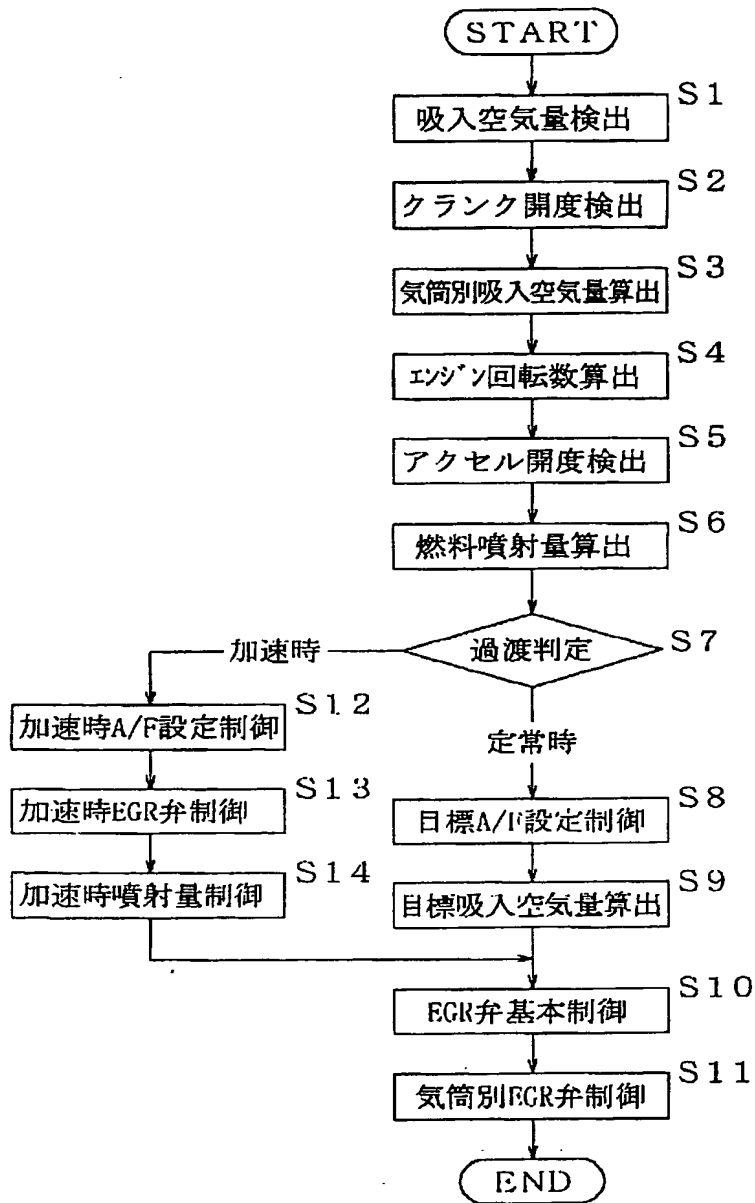 START
S1
吸入空気量検出
S2
クランク開度検出
S3
気筒別吸入空気量算出
S4
エンジン回転数算出
S5
アクセル開度検出
S6
燃料噴射量算出
S7
過渡判定
加速時
定常時
S12
加速時A/F設定制御
S13
加速時EGR弁制御
S14
加速時噴射量制御
S8
目標A/F設定制御
S9
目標吸入空気量算出
S10
EGR弁基本制御
S11
気筒別EGR弁制御
END